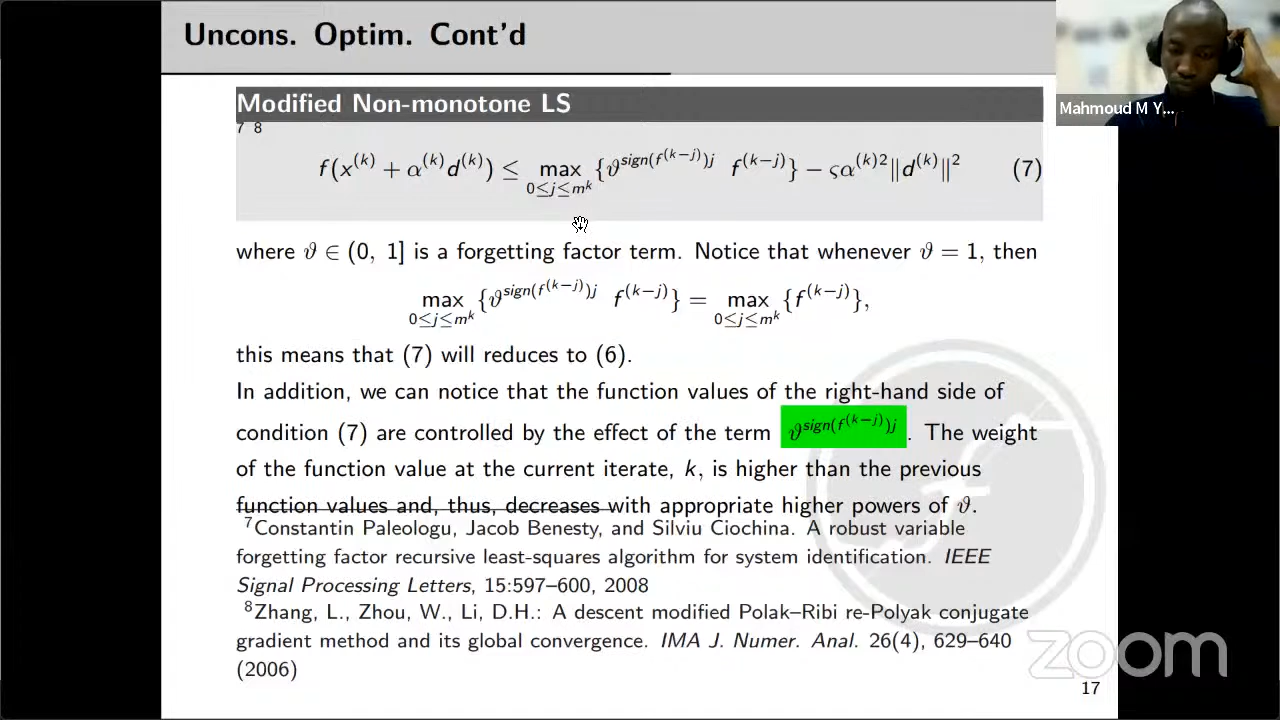 Uncons. Optim. Cont'd
Mahmoud M Y...
Modified Non-monotone LS
7 8
f(x^{(k)} + α^{(k)}d^{(k)}) ≤ max_{0≤j≤m^k} {ϑ^{sign(f^{(k−j)})j} f^{(k−j)}} − ςα^{(k)2}‖d^{(k)}‖^2 (7)
where ϑ ∈ (0, 1] is a forgetting factor term. Notice that whenever ϑ = 1, then
max_{0≤j≤m^k} {ϑ^{sign(f^{(k−j)})j} f^{(k−j)}} = max_{0≤j≤m^k} {f^{(k−j)}},
this means that (7) will reduces to (6).
In addition, we can notice that the function values of the right-hand side of
condition (7) are controlled by the effect of the term ϑ^{sign(f^{(k−j)})j}. The weight
of the function value at the current iterate, k, is higher than the previous
function values and, thus, decreases with appropriate higher powers of ϑ.
7Constantin Paleologu, Jacob Benesty, and Silviu Ciochina. A robust variable
forgetting factor recursive least-squares algorithm for system identification. IEEE
Signal Processing Letters, 15:597–600, 2008
8Zhang, L., Zhou, W., Li, D.H.: A descent modified Polak–Ribi re-Polyak conjugate
gradient method and its global convergence. IMA J. Numer. Anal. 26(4), 629–640
(2006)
zoom
17